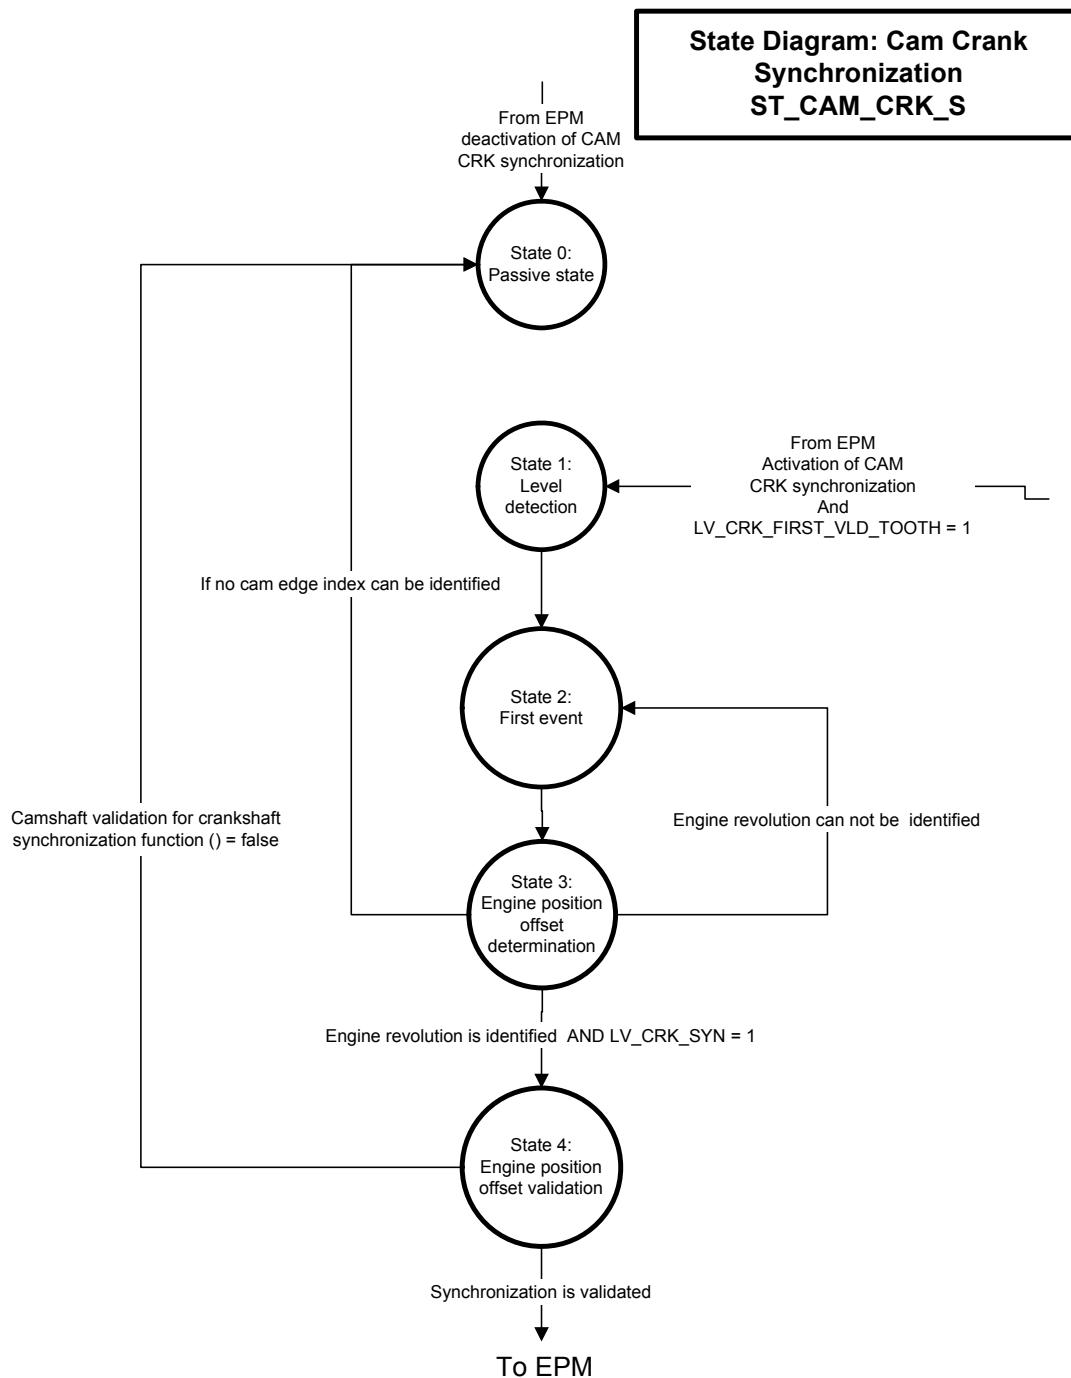 State Diagram: Cam Crank
Synchronization
ST_CAM_CRK_S
From EPM
deactivation of CAM
CRK synchronization
State 0:
Passive state
State 1:
Level
detection
From EPM
Activation of CAM
CRK synchronization
And
LV_CRK_FIRST_VLD_TOOTH = 1
If no cam edge index can be identified
State 2:
First event
Camshaft validation for crankshaft
synchronization function () = false
Engine revolution can not be identified
State 3:
Engine position
offset
determination
Engine revolution is identified AND LV_CRK_SYN = 1
State 4:
Engine position
offset validation
Synchronization is validated
To EPM